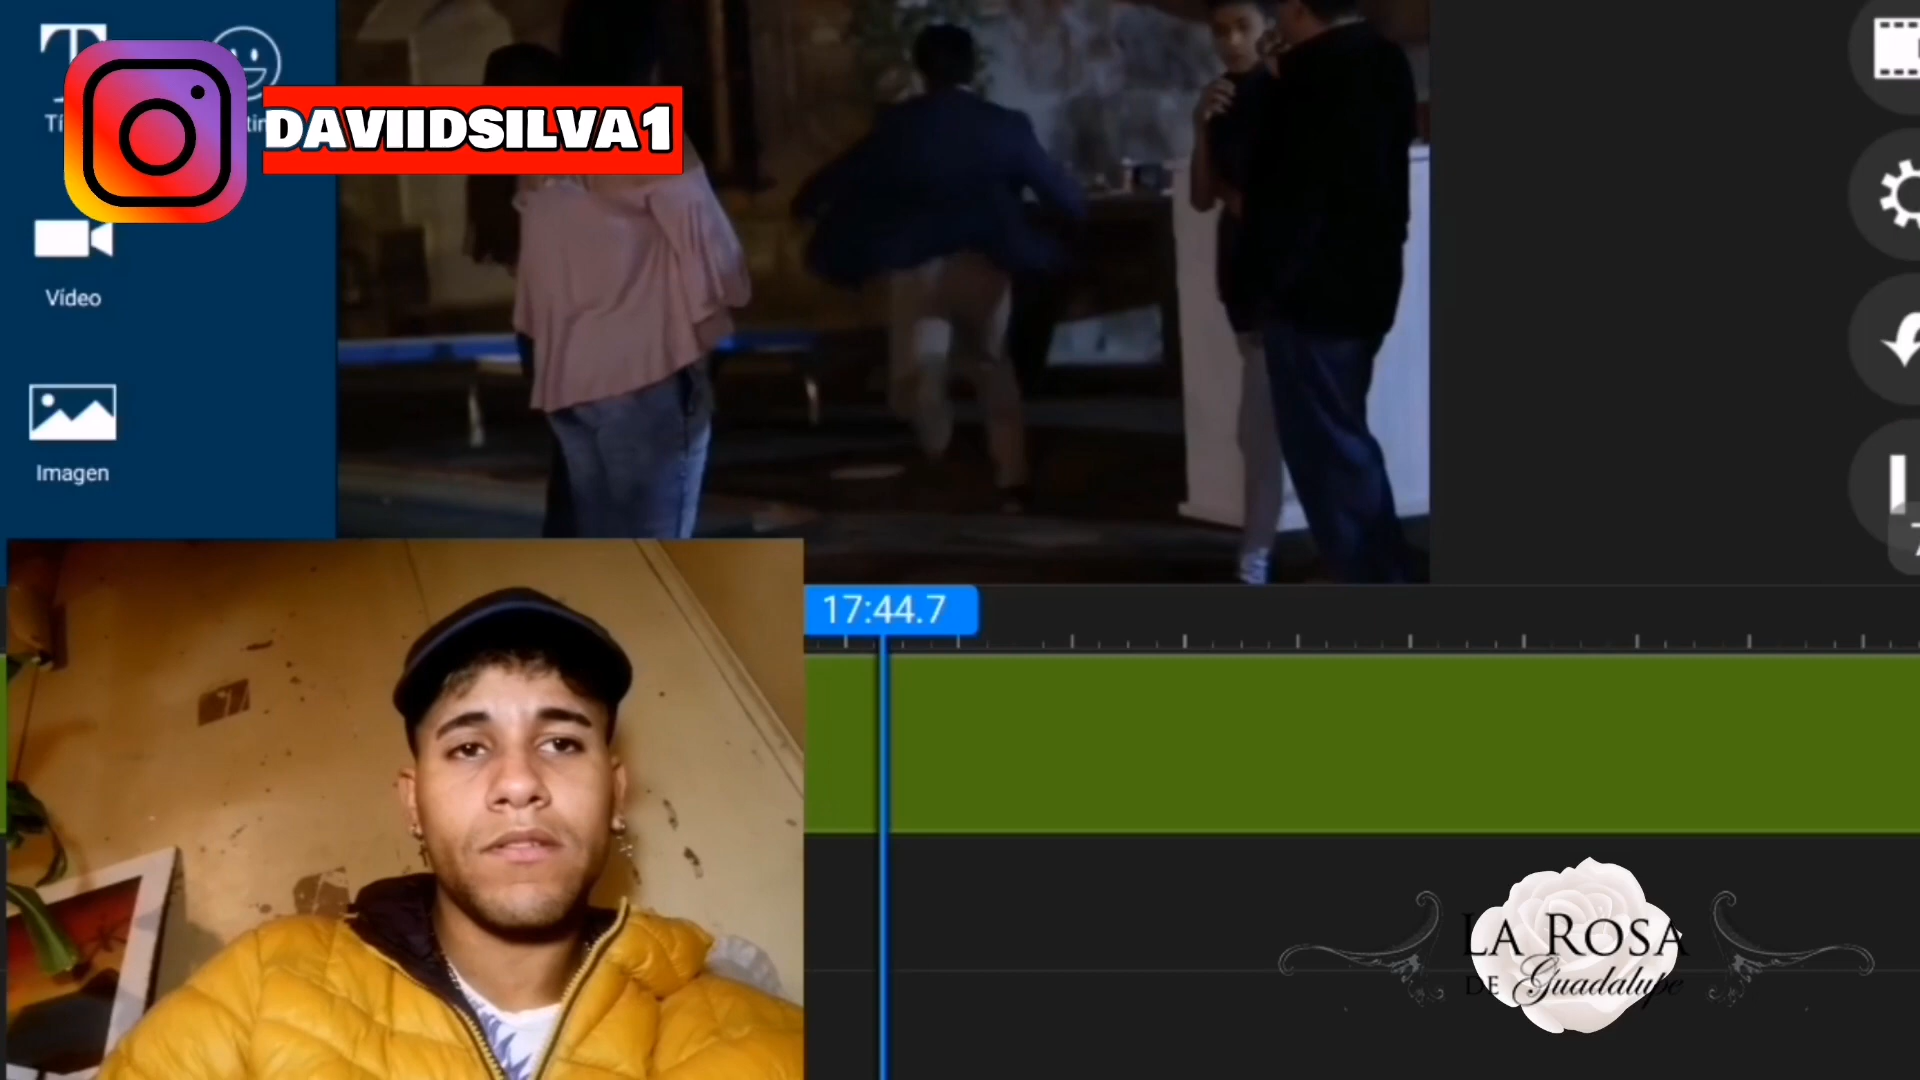 DAVIIDSILVA1
Vídeo
Imagen
17:44.7
LA ROSA
DE Guadalupe